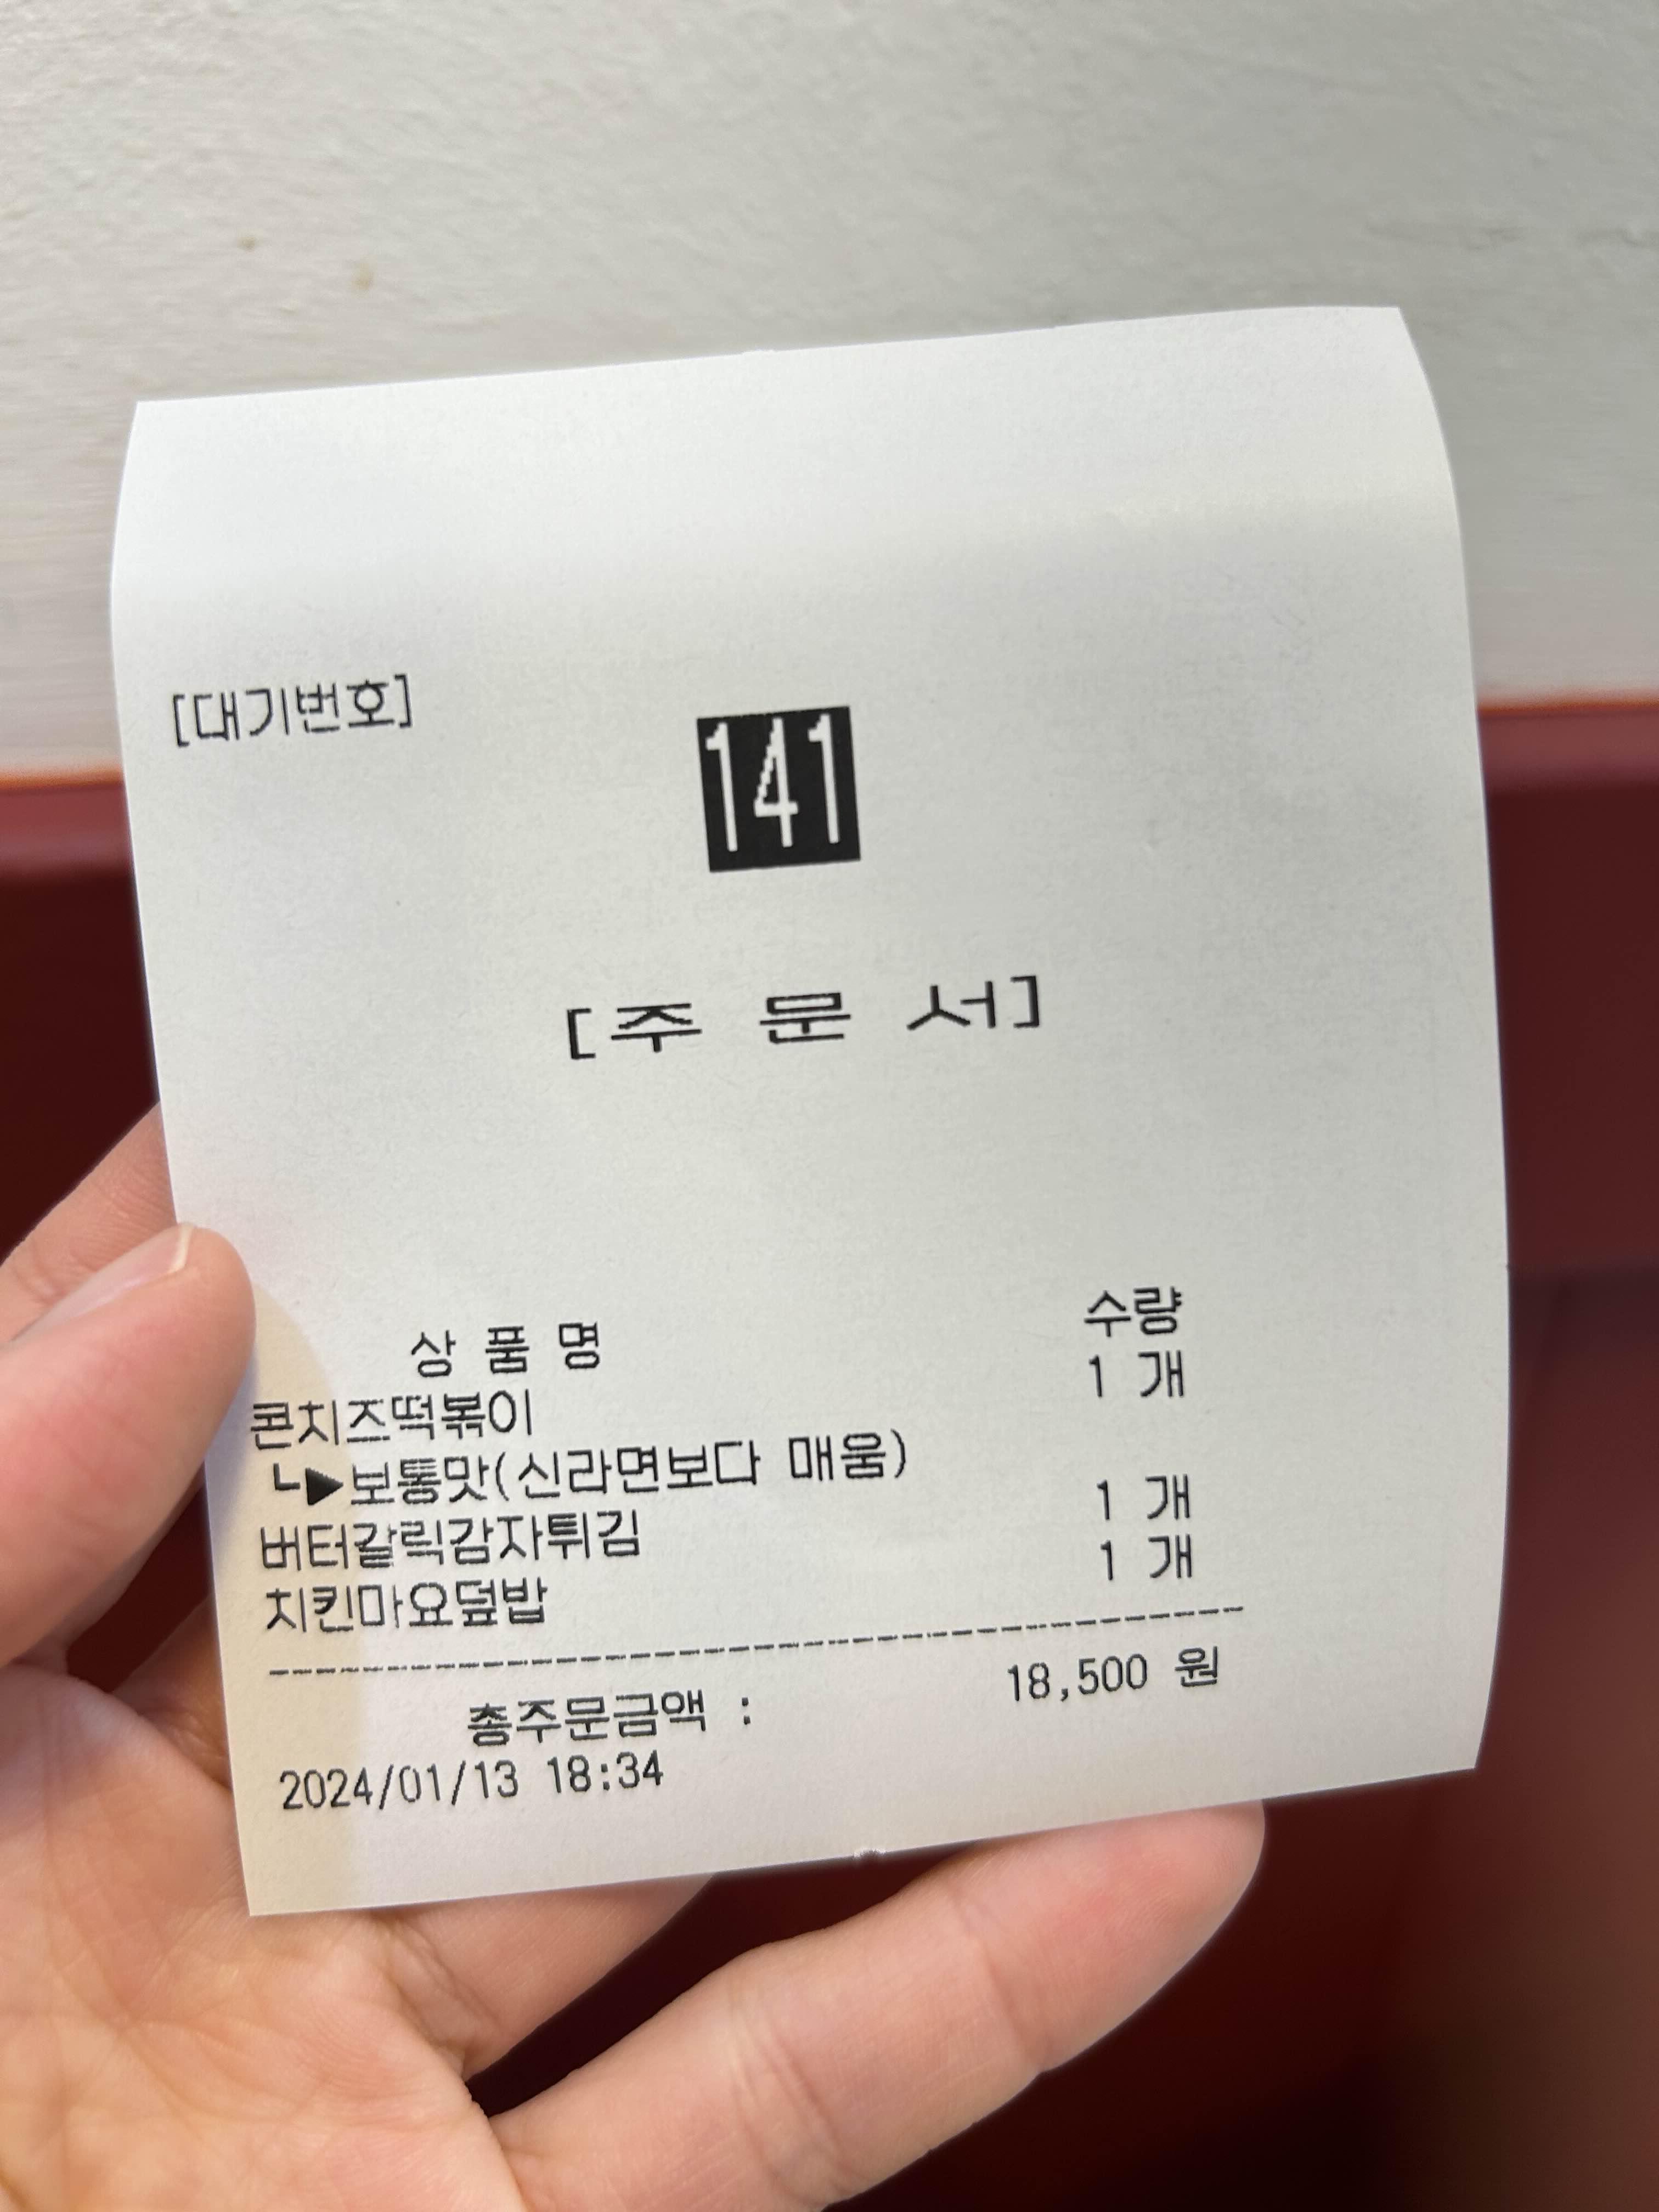 [대기번호]
141
[주 문 서]
상 품 명 수량
콘치즈떡볶이 1 개
└▶보통맛(신라면보다 매움)
버터갈릭감자튀김 1 개
치킨마요덮밥 1 개
--------------------------------------------
총주문금액 : 18,500 원
2024/01/13 18:34